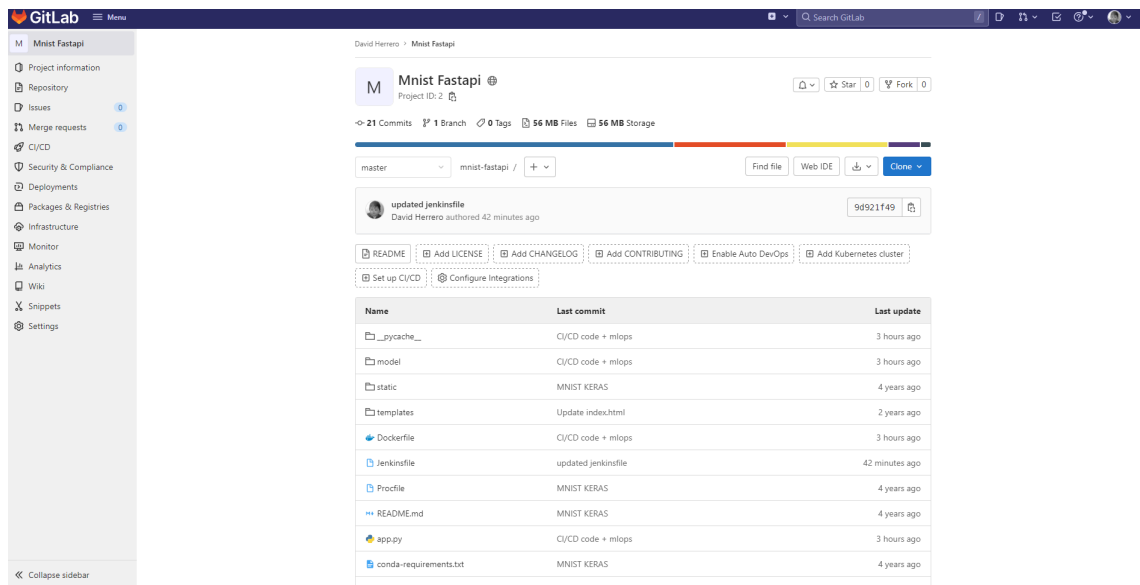 GitLab Menu Search GitLab /
M Mnist Fastapi
Project information
Repository
Issues 0
Merge requests 0
CI/CD
Security & Compliance
Deployments
Packages & Registries
Infrastructure
Monitor
Analytics
Wiki
Snippets
Settings
Collapse sidebar
David Herrero > Mnist Fastapi
M
Mnist Fastapi
Project ID: 2
Star 0 Fork 0
21 Commits 1 Branch 0 Tags 56 MB Files 56 MB Storage
master mnist-fastapi / + Find file Web IDE Clone
updated jenkinsfile
David Herrero authored 42 minutes ago
9d921f49
README Add LICENSE Add CHANGELOG Add CONTRIBUTING Enable Auto DevOps Add Kubernetes cluster
Set up CI/CD Configure Integrations
Name Last commit Last update
__pycache__ CI/CD code + mlops 3 hours ago
model CI/CD code + mlops 3 hours ago
static MNIST KERAS 4 years ago
templates Update index.html 2 years ago
Dockerfile CI/CD code + mlops 3 hours ago
Jenkinsfile updated jenkinsfile 42 minutes ago
Procfile MNIST KERAS 4 years ago
README.md MNIST KERAS 4 years ago
app.py CI/CD code + mlops 3 hours ago
conda-requirements.txt MNIST KERAS 4 years ago